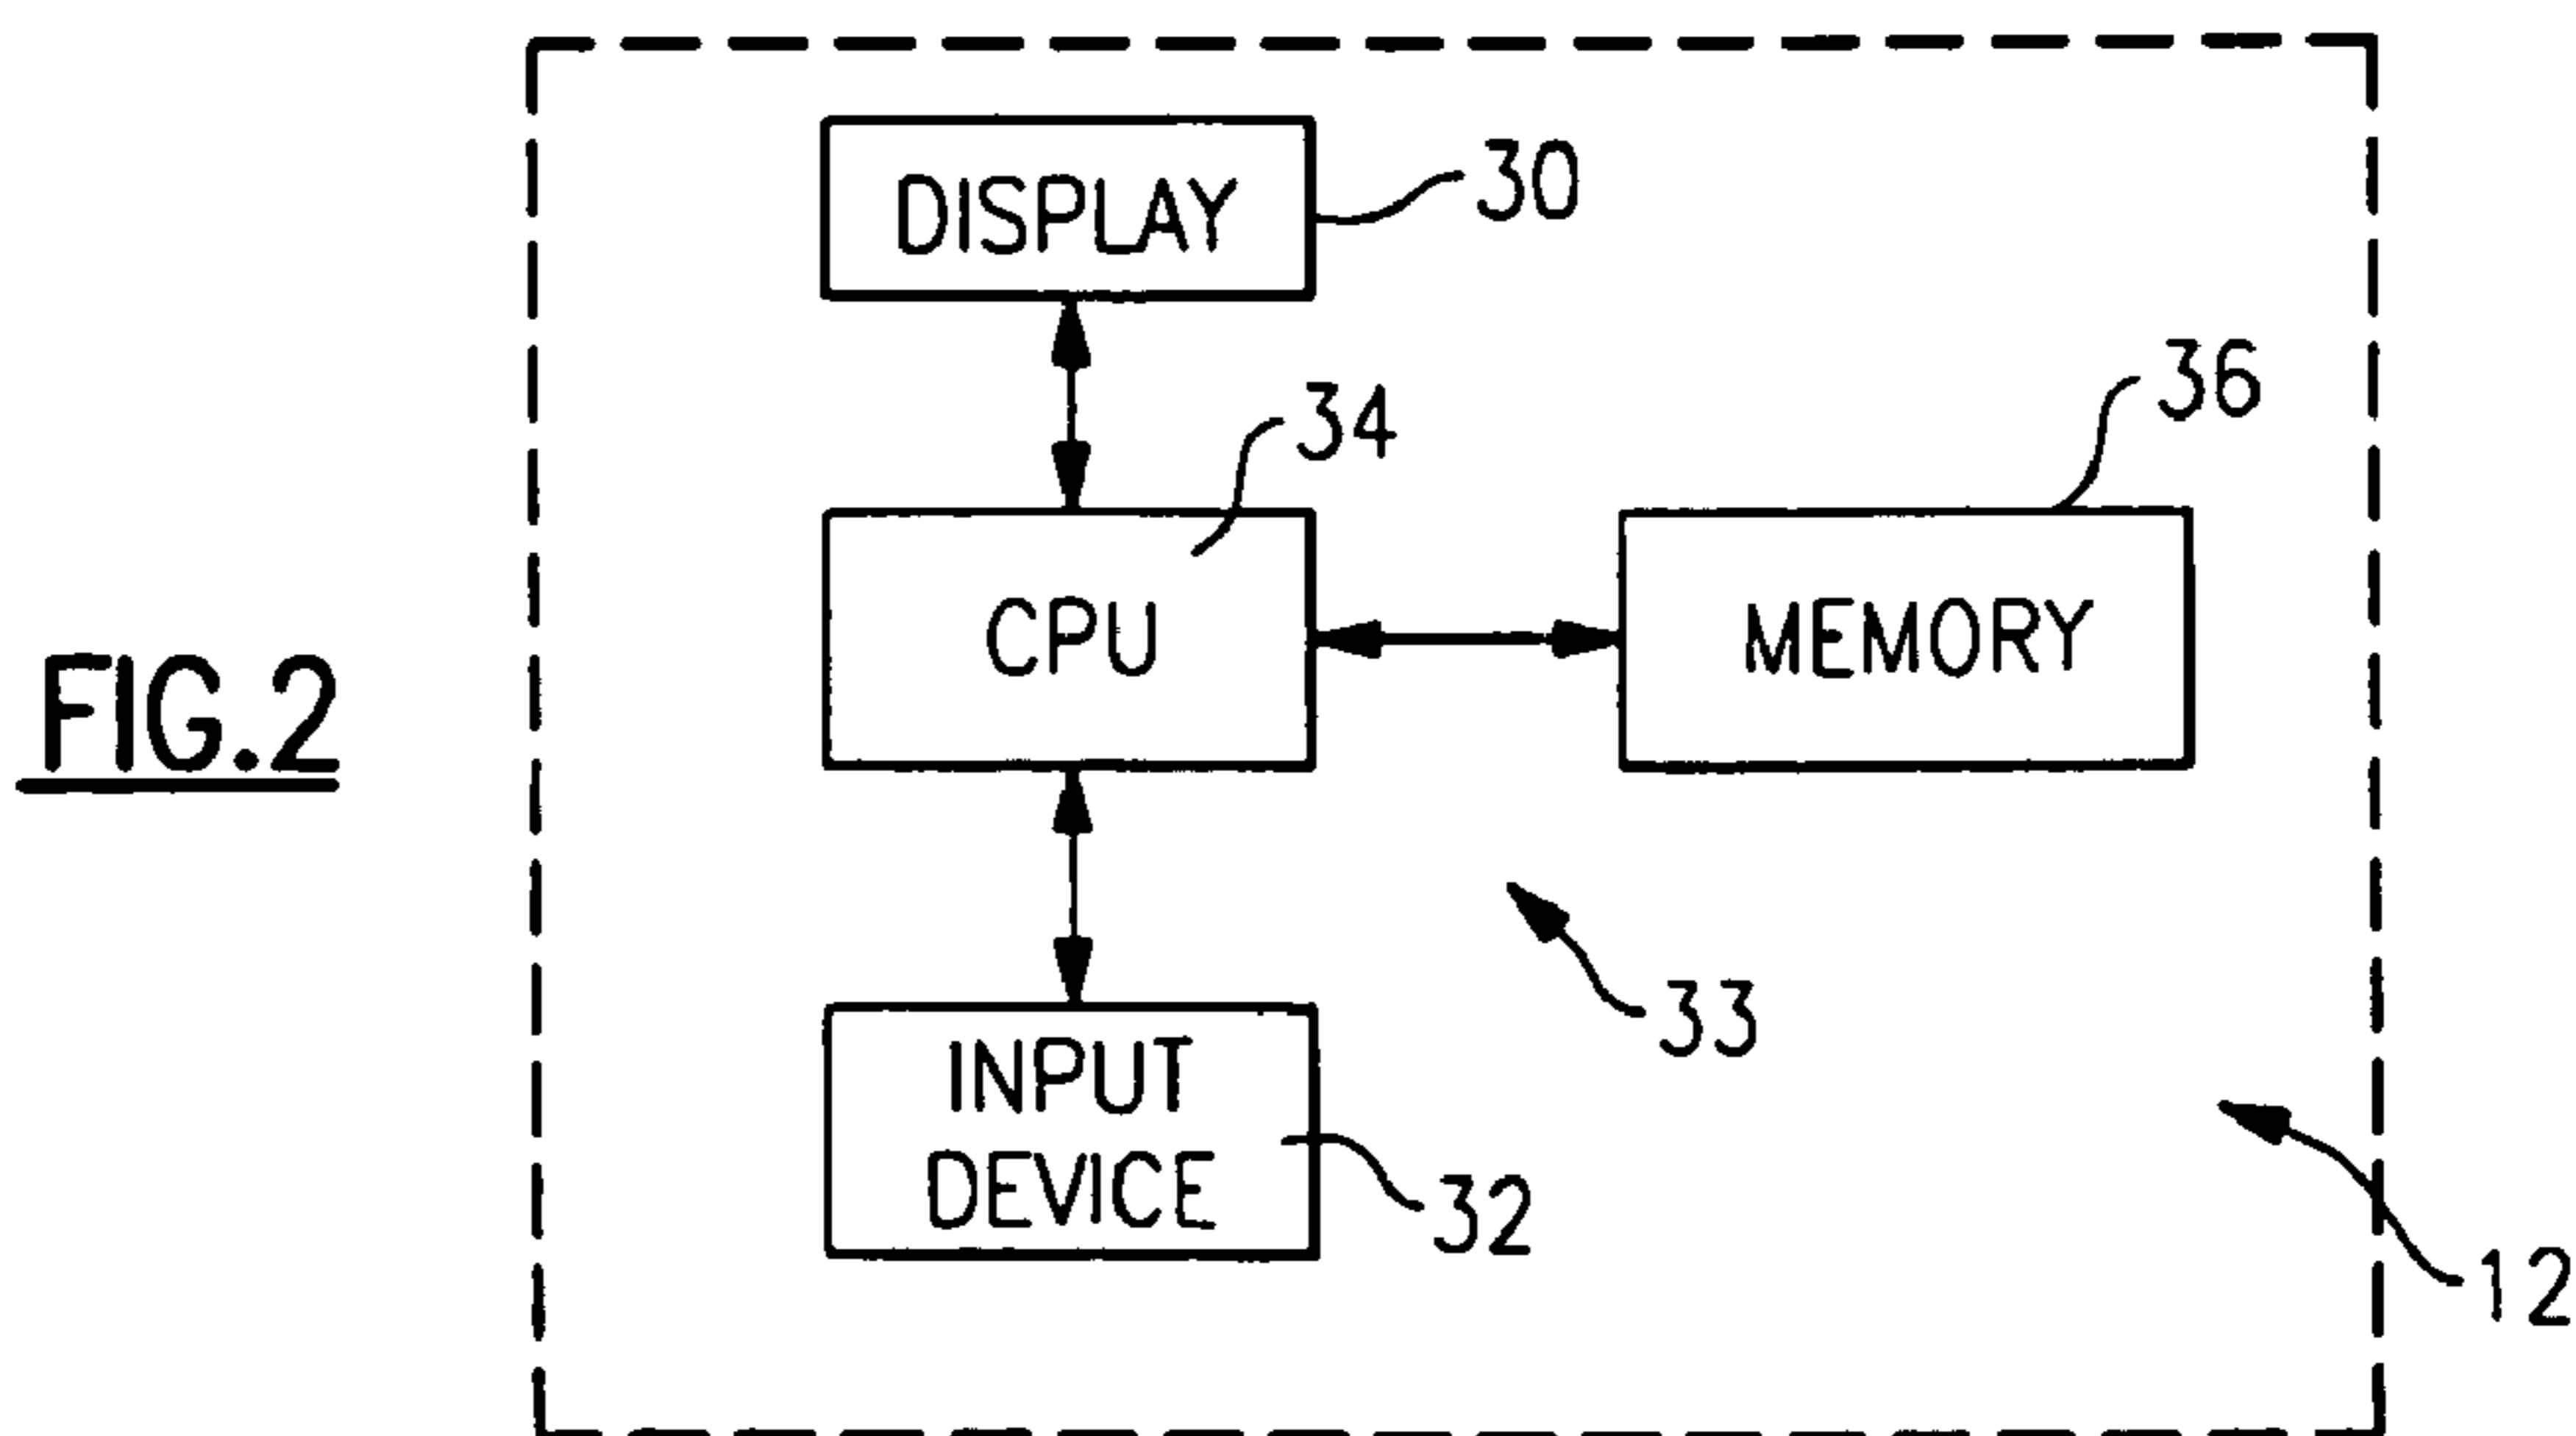 DISPLAY
30
34
36
CPU
MEMORY
FIG.2
33
INPUT
DEVICE
32
12